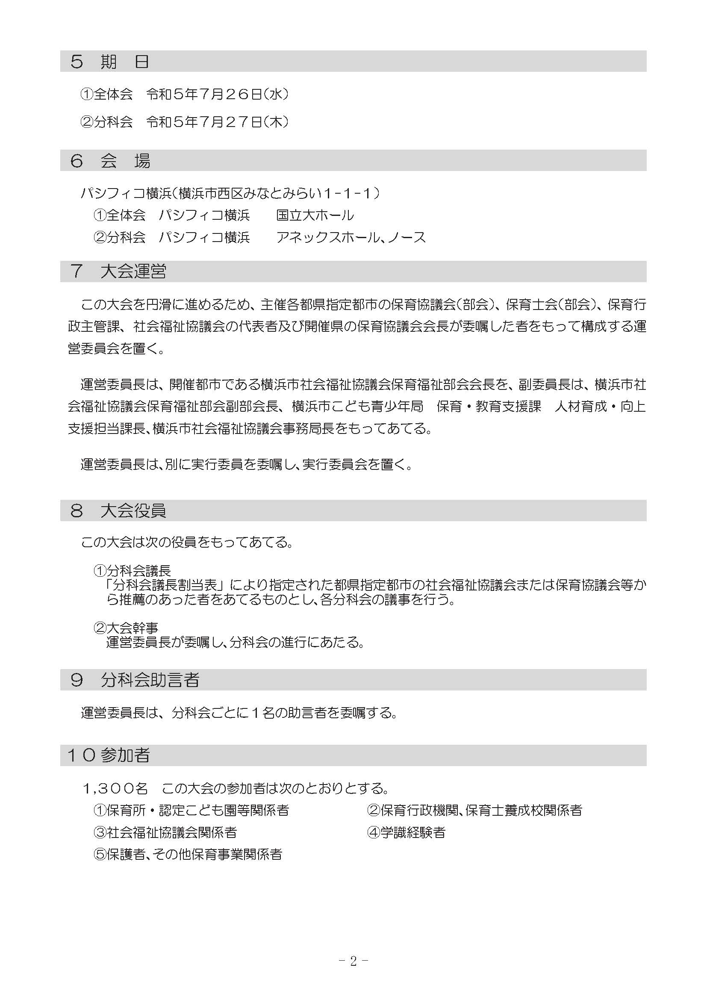 ５　期　日
①全体会　令和５年７月２６日（水）
②分科会　令和５年７月２７日（木）
６　会　場
パシフィコ横浜（横浜市西区みなとみらい１-１-１）
①全体会　パシフィコ横浜　　国立大ホール
②分科会　パシフィコ横浜　　アネックスホール、ノース
７　大会運営
この大会を円滑に進めるため、主催各都県指定都市の保育協議会（部会）、保育士会（部会）、保育行
政主管課、社会福祉協議会の代表者及び開催県の保育協議会会長が委嘱した者をもって構成する運
営委員会を置く。
運営委員長は、開催都市である横浜市社会福祉協議会保育福祉部会会長を、副委員長は、横浜市社
会福祉協議会保育福祉部会副部会長、横浜市こども青少年局　保育・教育支援課　人材育成・向上
支援担当課長、横浜市社会福祉協議会事務局長をもってあてる。
運営委員長は、別に実行委員を委嘱し、実行委員会を置く。
８　大会役員
この大会は次の役員をもってあてる。
①分科会議長
「分科会議長割当表」により指定された都県指定都市の社会福祉協議会または保育協議会等か
ら推薦のあった者をあてるものとし、各分科会の議事を行う。
②大会幹事
運営委員長が委嘱し、分科会の進行にあたる。
９　分科会助言者
運営委員長は、分科会ごとに１名の助言者を委嘱する。
１０ 参加者
１,３００名　この大会の参加者は次のとおりとする。
①保育所・認定こども園等関係者　　　　　　②保育行政機関、保育士養成校関係者
③社会福祉協議会関係者　　　　　　　　　　④学識経験者
⑤保護者、その他保育事業関係者
- 2 -